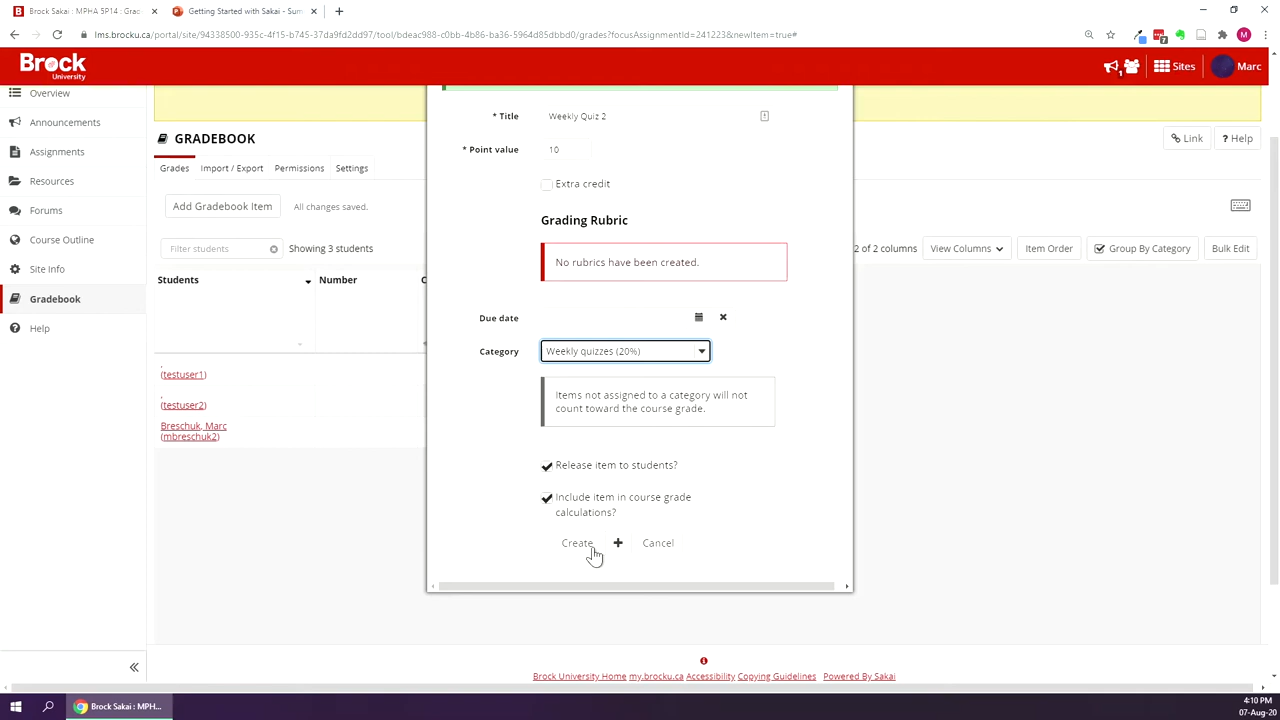 Brock Sakai : MPHA 5P14 : Grad
Getting Started with Sakai - Sum
lms.brocku.ca/portal/site/94338500-935c-4f15-b745-37da9fd2dd97/tool/bdeac988-c0bb-4b86-ba36-5964d85dbbd0/grades?focusAssignmentId=241223&newItem=true#
M
Brock
University
1
Sites
Marc
Overview
Announcements
Assignments
Resources
Forums
Course Outline
Site Info
Gradebook
Help
GRADEBOOK
Link
? Help
Grades
Import / Export
Permissions
Settings
Add Gradebook Item
All changes saved.
Filter students
Showing 3 students
2 of 2 columns
View Columns
Item Order
Group By Category
Bulk Edit
Students
Number
C
,
(testuser1)
,
(testuser2)
Breschuk, Marc
(mbreschuk2)
* Title
Weekly Quiz 2
* Point value
10
Extra credit
Grading Rubric
No rubrics have been created.
Due date
Category
Weekly quizzes (20%)
Items not assigned to a category will not
count toward the course grade.
Release item to students?
Include item in course grade
calculations?
Create
Cancel
Brock University Home my.brocku.ca Accessibility Copying Guidelines Powered By Sakai
Brock Sakai : MPH...
4:10 PM
07-Aug-20